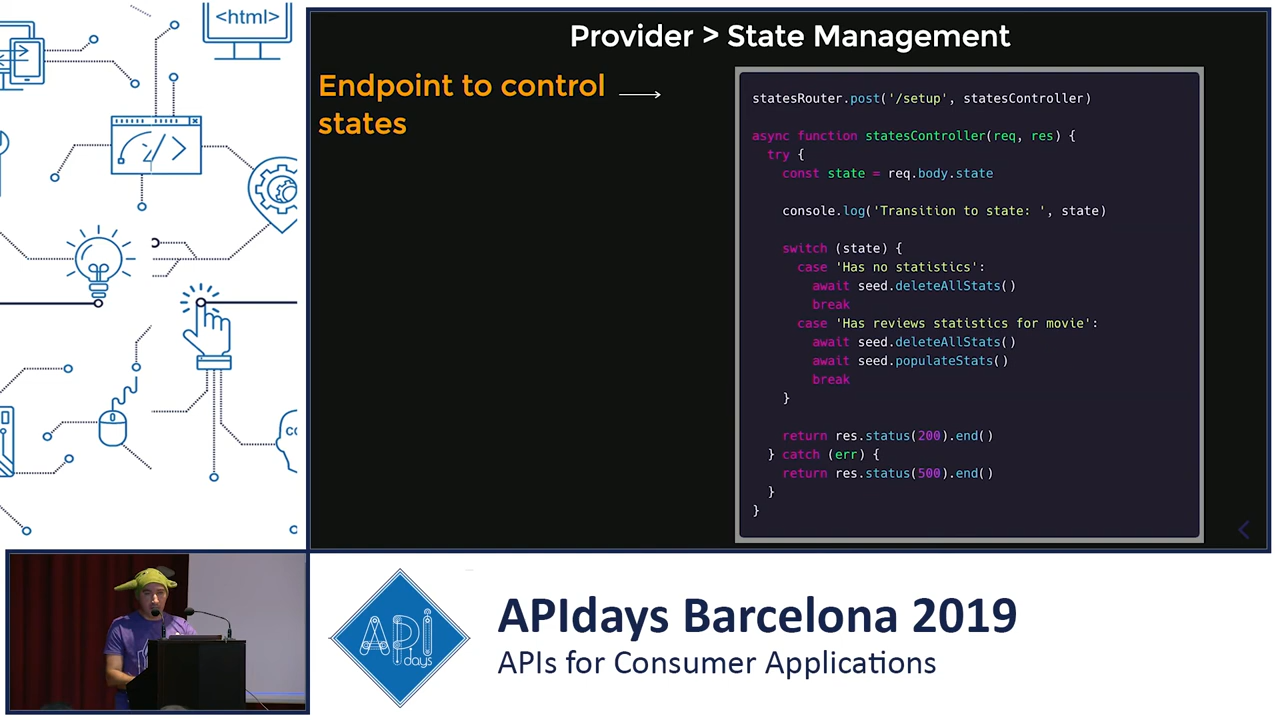 <html>
Provider > State Management
Endpoint to control
states
statesRouter.post('/setup', statesController)
async function statesController(req, res) {
try {
const state = req.body.state
console.log('Transition to state: ', state)
switch (state) {
case 'Has no statistics':
await seed.deleteAllStats()
break
case 'Has reviews statistics for movie':
await seed.deleteAllStats()
await seed.populateStats()
break
}
return res.status(200).end()
} catch (err) {
return res.status(500).end()
}
}
API
days
APIdays Barcelona 2019
APIs for Consumer Applications